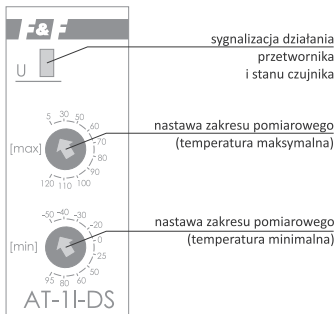 F&F
sygnalizacja działania
przetwornika
i stanu czujnika
U
nastawa zakresu pomiarowego
(temperatura maksymalna)
[max]
5 30 50 60 70 80 90 100 110 120
nastawa zakresu pomiarowego
(temperatura minimalna)
[min]
-50 -40 -30 -20 0 25 50 60 80 95
AT-1I-DS